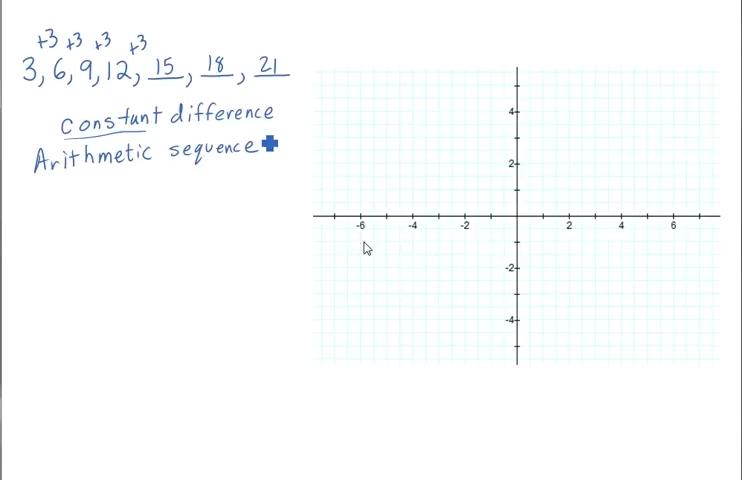 +3 +3 +3 +3
3, 6, 9, 12, 15, 18, 21
constant difference
Arithmetic sequence
4
2
-6 -4 -2 2 4 6
-2
-4